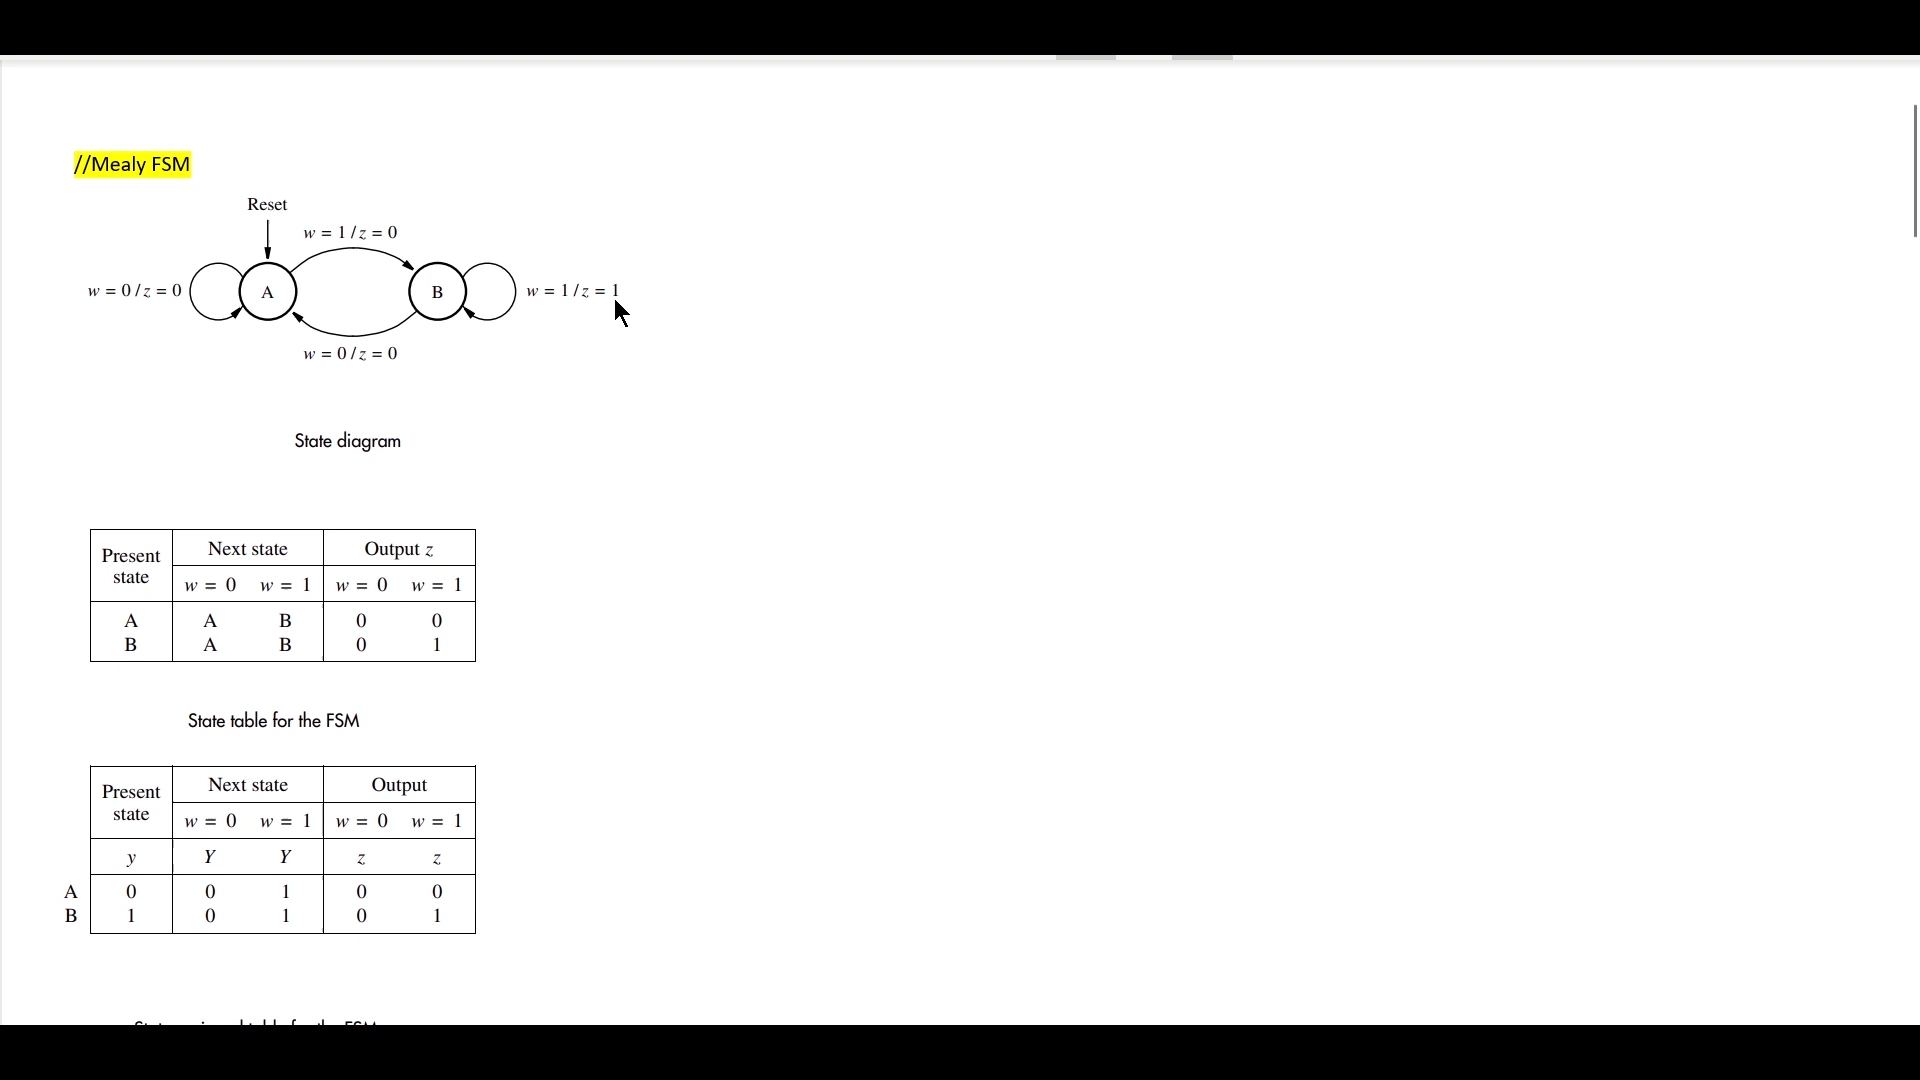 //Mealy FSM
Reset
w = 1 / z = 0
w = 0 / z = 0 A B w = 1 / z = 1
w = 0 / z = 0
State diagram
Present state Next state Output z
w = 0 w = 1 w = 0 w = 1
A A B 0 0
B A B 0 1
State table for the FSM
Present state Next state Output
w = 0 w = 1 w = 0 w = 1
y Y Y z z
A 0 0 1 0 0
B 1 0 1 0 1